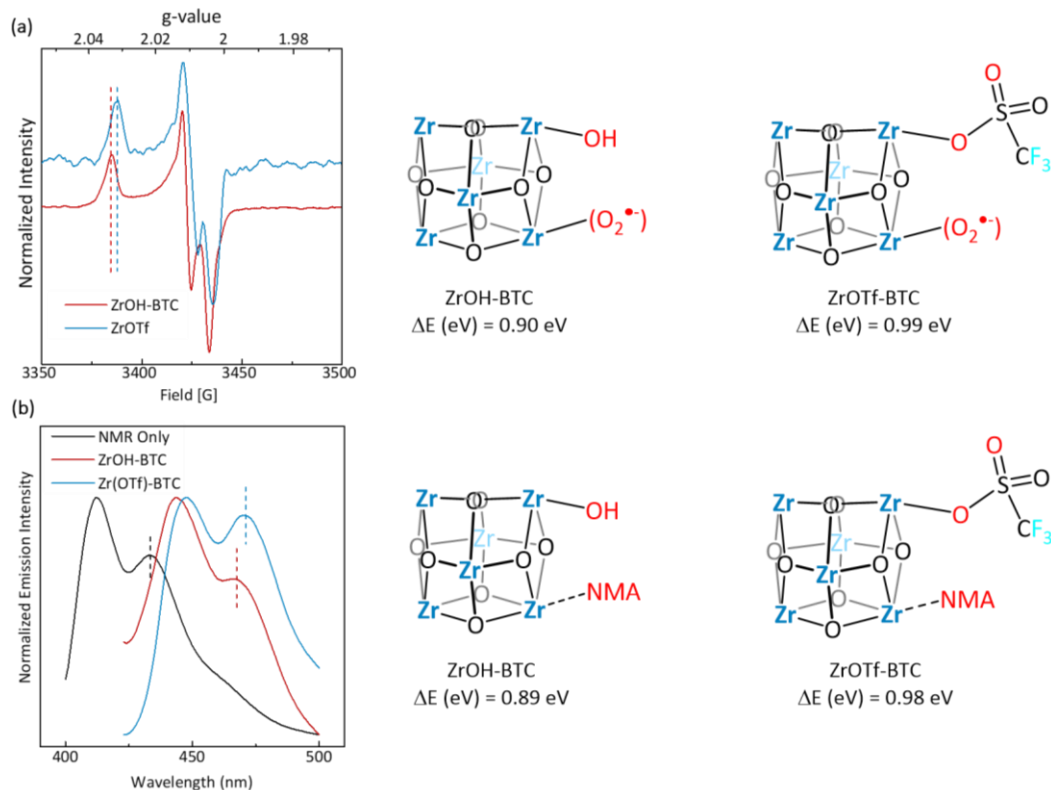 (a)
g-value
2.04 2.02 2 1.98
Normalized Intensity
ZrOH-BTC
ZrOTf
3350 3400 3450 3500
Field [G]
Zr O O Zr OH
Zr O
O Zr O
Zr O Zr (O₂•⁻)
O
ZrOH-BTC
ΔE (eV) = 0.90 eV
O
S O
Zr O O Zr O CF₃
Zr O
O Zr O
Zr O Zr (O₂•⁻)
O
ZrOTf-BTC
ΔE (eV) = 0.99 eV
(b)
NMR Only
ZrOH-BTC
Zr(OTf)-BTC
Normalized Emission Intensity
400 450 500
Wavelength (nm)
Zr O O Zr OH
Zr O
O Zr O
Zr O Zr NMA
O
ZrOH-BTC
ΔE (eV) = 0.89 eV
O
S O
Zr O O Zr O CF₃
Zr O
O Zr O
Zr O Zr NMA
O
ZrOTf-BTC
ΔE (eV) = 0.98 eV